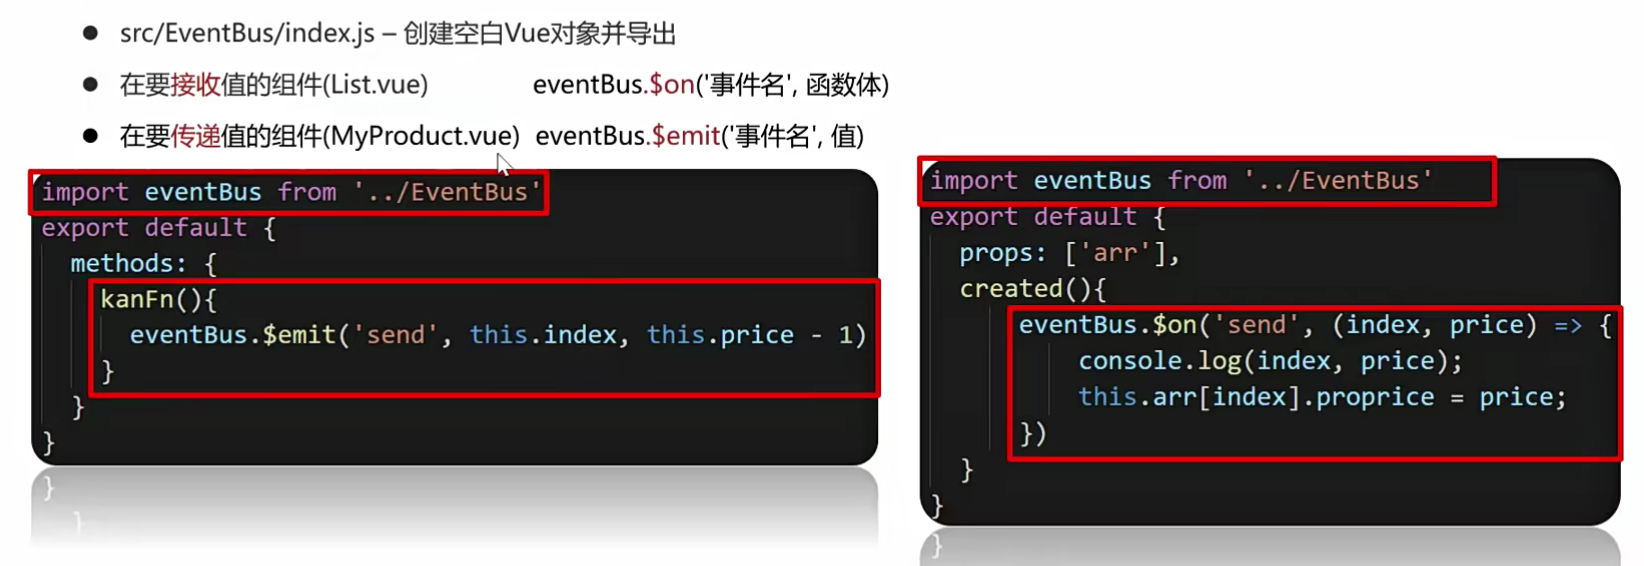 src/EventBus/index.js – 创建空白Vue对象并导出
在要接收值的组件(List.vue) eventBus.$on('事件名', 函数体)
在要传递值的组件(MyProduct.vue) eventBus.$emit('事件名', 值)
import eventBus from '../EventBus'
export default {
methods: {
kanFn(){
eventBus.$emit('send', this.index, this.price - 1)
}
}
}
import eventBus from '../EventBus'
export default {
props: ['arr'],
created(){
eventBus.$on('send', (index, price) => {
console.log(index, price);
this.arr[index].proprice = price;
})
}
}